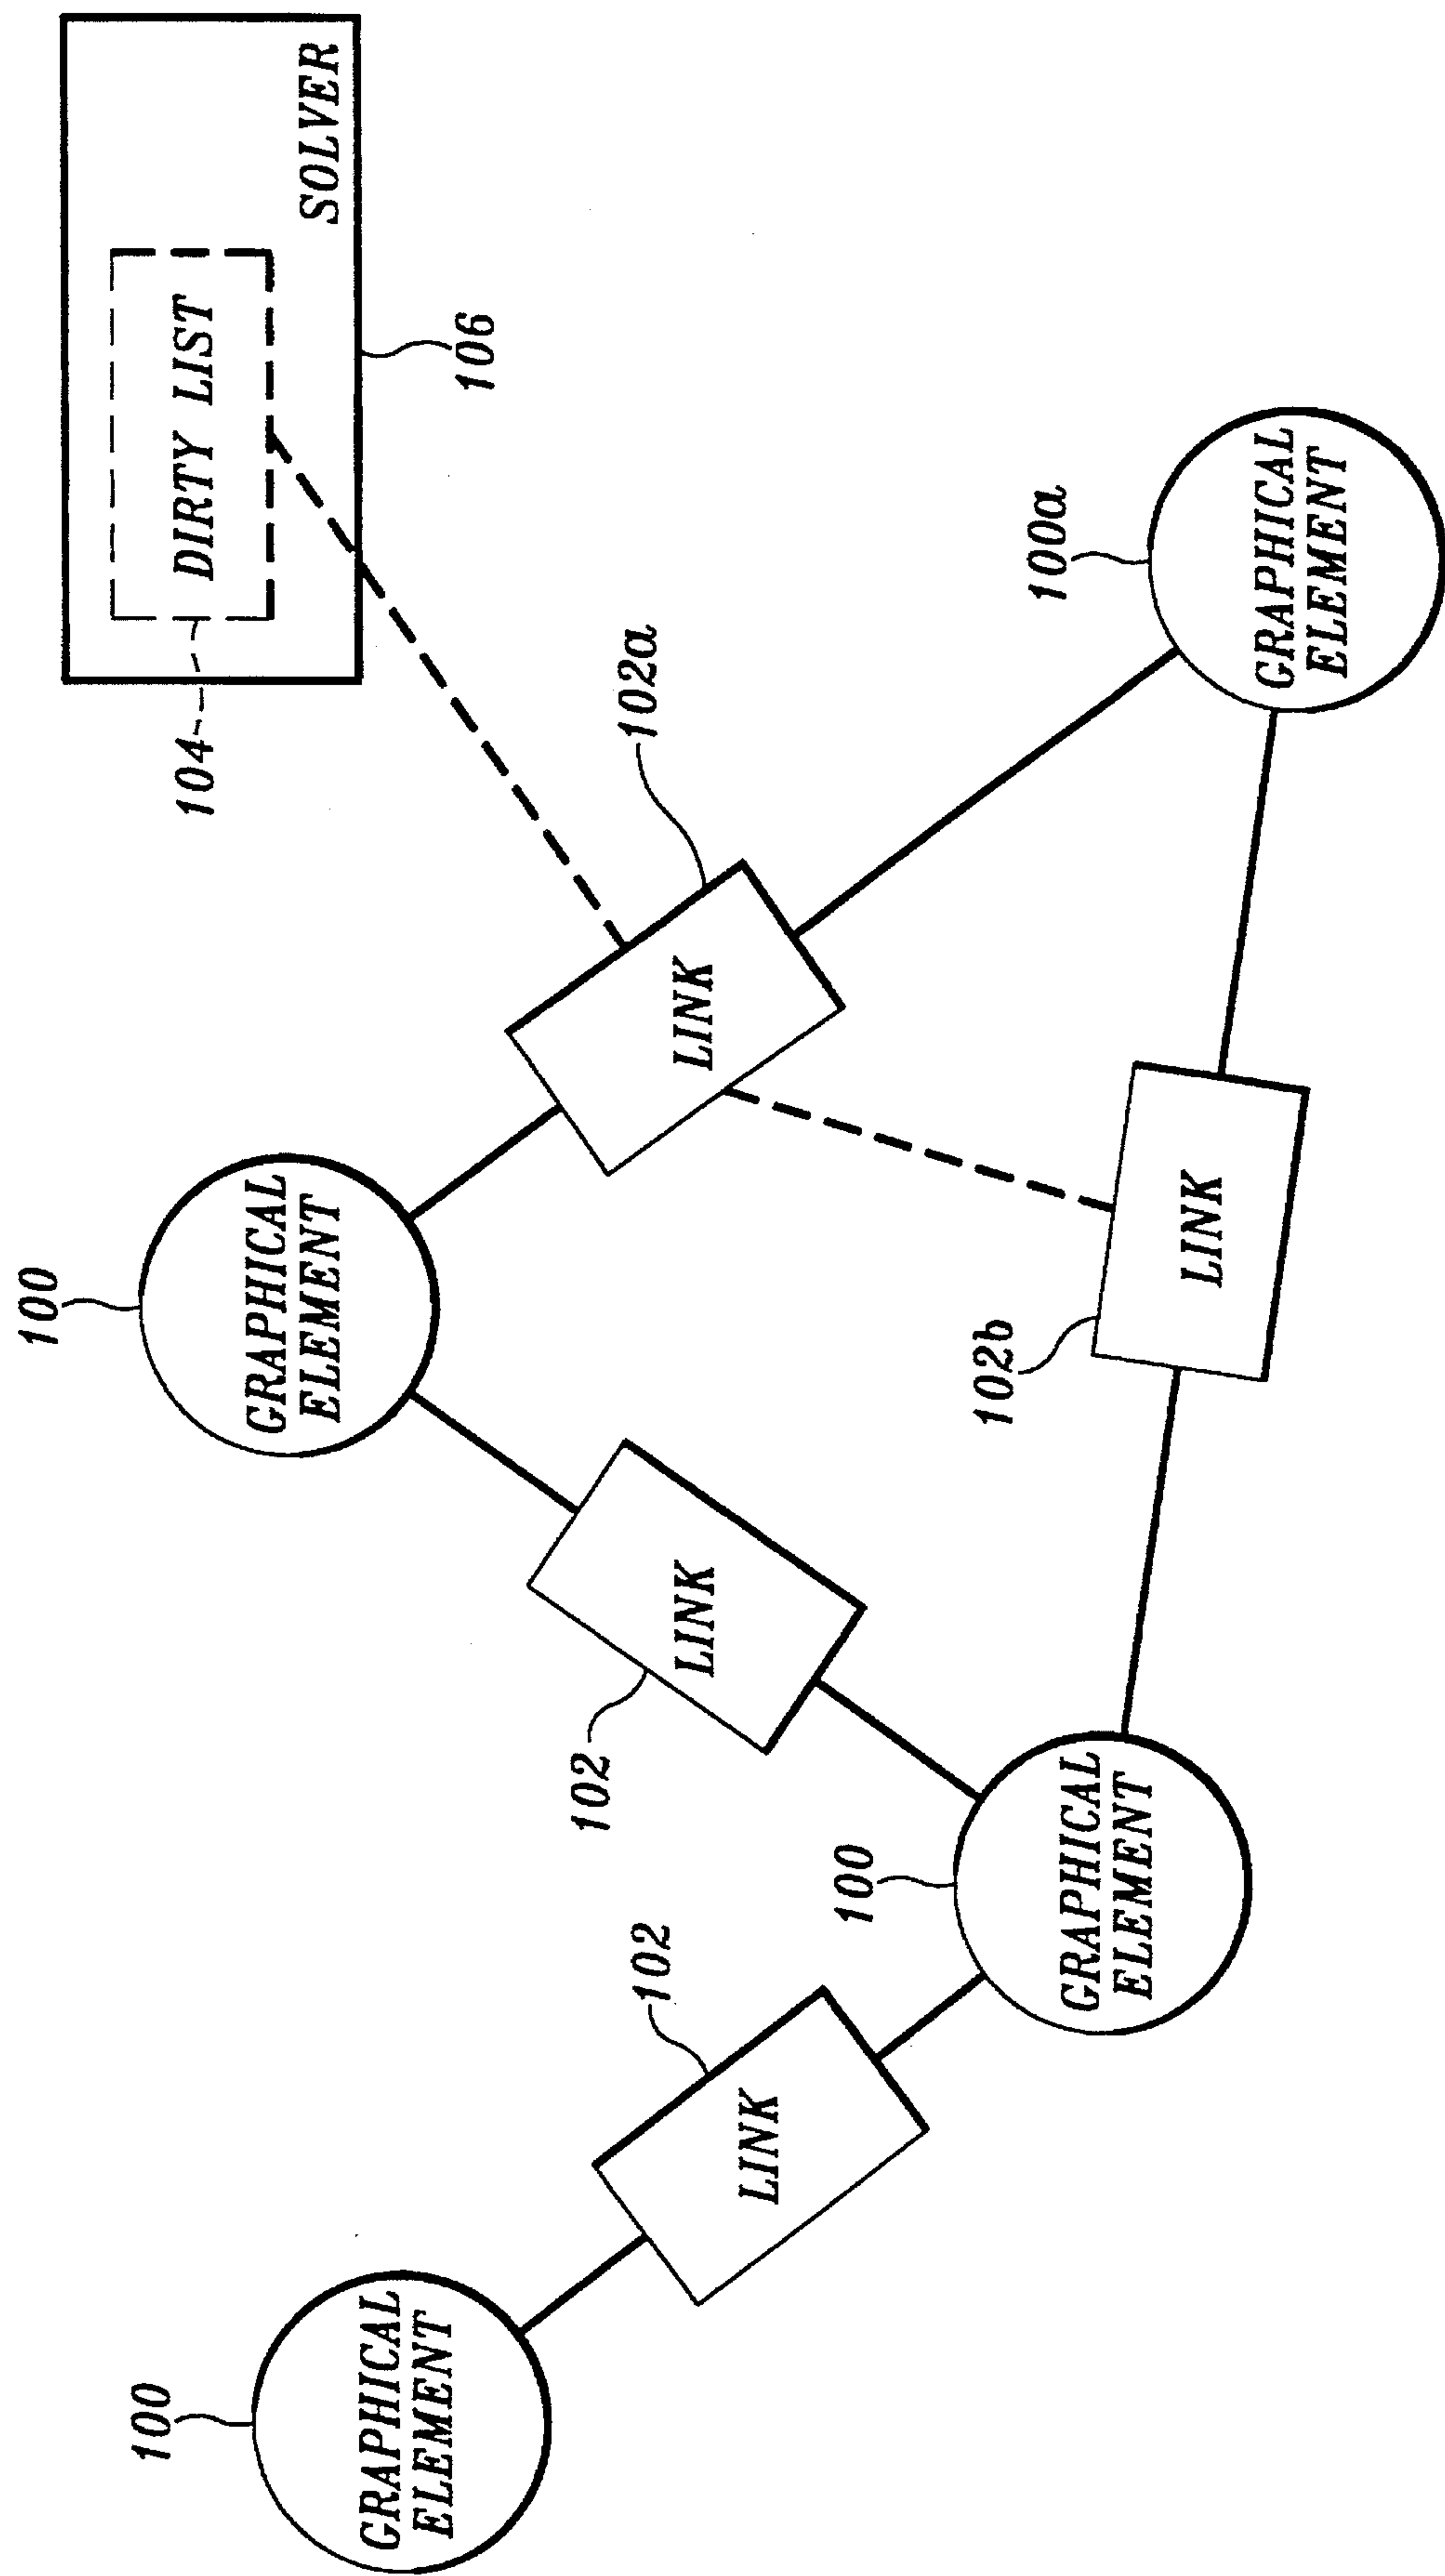 100
100
104
DIRTY LIST
GRAPHICAL
ELEMENT
SOLVER
GRAPHICAL
ELEMENT
106
102
102a
102
LINK
LINK
LINK
100
102b
100a
GRAPHICAL
ELEMENT
LINK
GRAPHICAL
ELEMENT